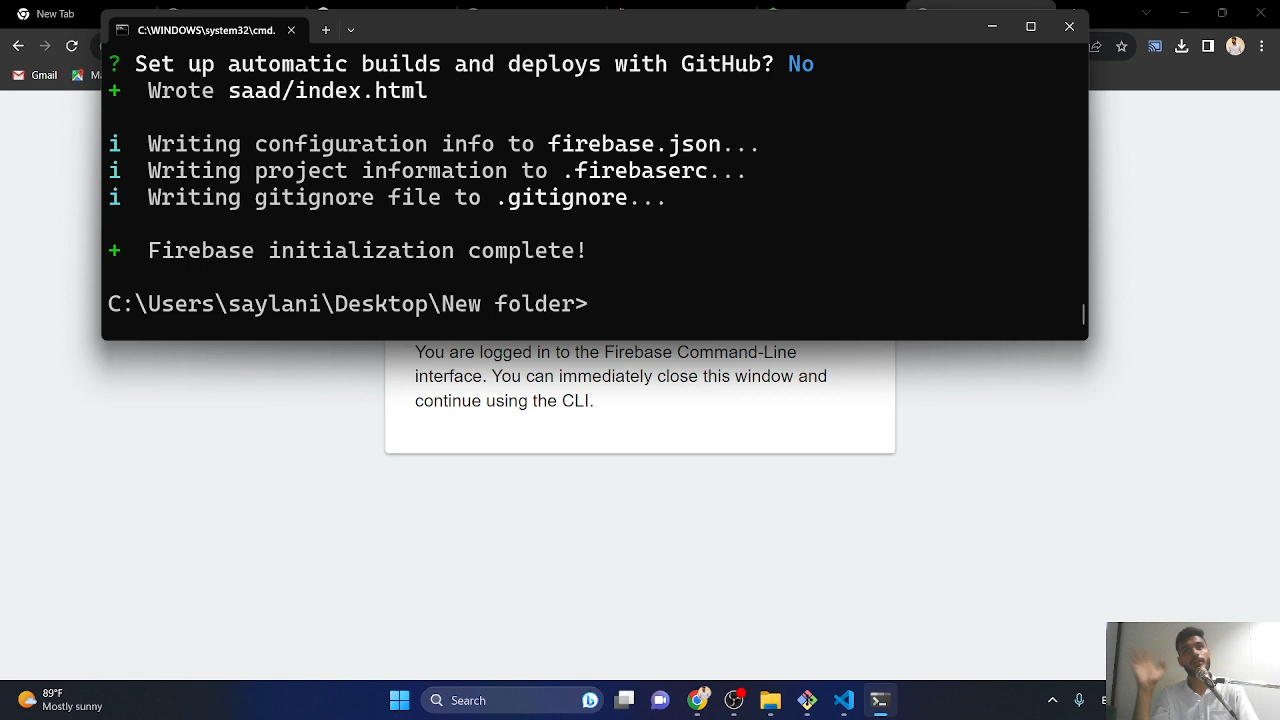 New Tab
C:\WINDOWS\system32\cmd.
Gmail
? Set up automatic builds and deploys with GitHub? No
+ Wrote saad/index.html
i Writing configuration info to firebase.json...
i Writing project information to .firebaserc...
i Writing gitignore file to .gitignore...
+ Firebase initialization complete!
C:\Users\saylani\Desktop\New folder>
You are logged in to the Firebase Command-Line
interface. You can immediately close this window and
continue using the CLI.
89°F
Mostly sunny
Search